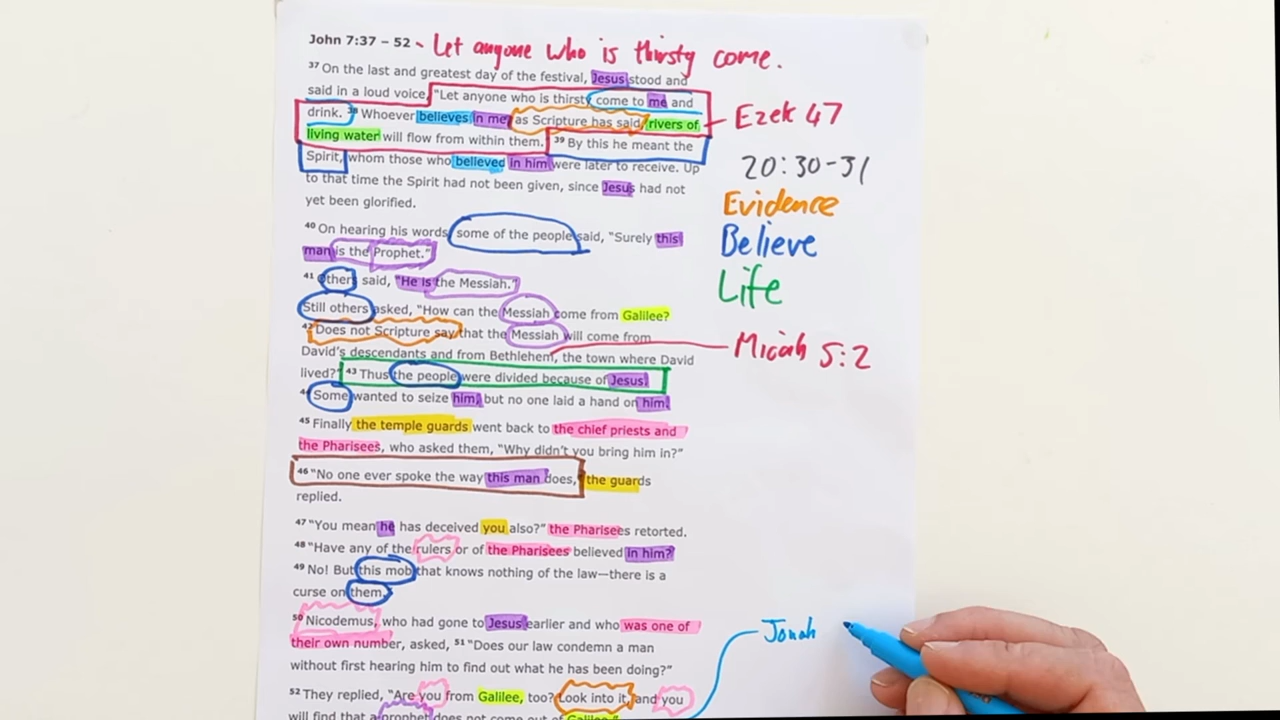 John 7:37 – 52 - Let anyone who is thirsty come.
37 On the last and greatest day of the festival, Jesus stood and
said in a loud voice, "Let anyone who is thirsty come to me and
drink. 38 Whoever believes in me, as Scripture has said, rivers of
living water will flow from within them." 39 By this he meant the
Spirit, whom those who believed in him were later to receive. Up
to that time the Spirit had not been given, since Jesus had not
yet been glorified.
Ezek 47
20:30-31
Evidence
Believe
Life
40 On hearing his words, some of the people said, "Surely this
man is the Prophet."
41 Others said, "He is the Messiah."
Still others asked, "How can the Messiah come from Galilee?
42 Does not Scripture say that the Messiah will come from
David's descendants and from Bethlehem, the town where David
lived?" 43 Thus the people were divided because of Jesus.
44 Some wanted to seize him, but no one laid a hand on him.
Micah 5:2
45 Finally the temple guards went back to the chief priests and
the Pharisees, who asked them, "Why didn't you bring him in?"
46 "No one ever spoke the way this man does," the guards
replied.
47 "You mean he has deceived you also?" the Pharisees retorted.
48 "Have any of the rulers or of the Pharisees believed in him?
49 No! But this mob that knows nothing of the law—there is a
curse on them."
50 Nicodemus, who had gone to Jesus earlier and who was one of
their own number, asked, 51 "Does our law condemn a man
without first hearing him to find out what he has been doing?"
52 They replied, "Are you from Galilee, too? Look into it, and you
will find that a prophet does not come out of Galilee."
Jonah